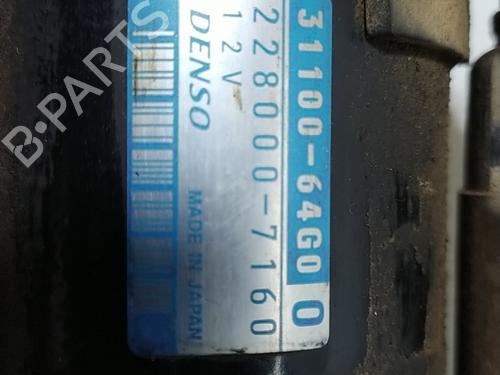 31100-64G0 0
228000-7160
12V
DENSO
MADE IN JAPAN
B-PARTS